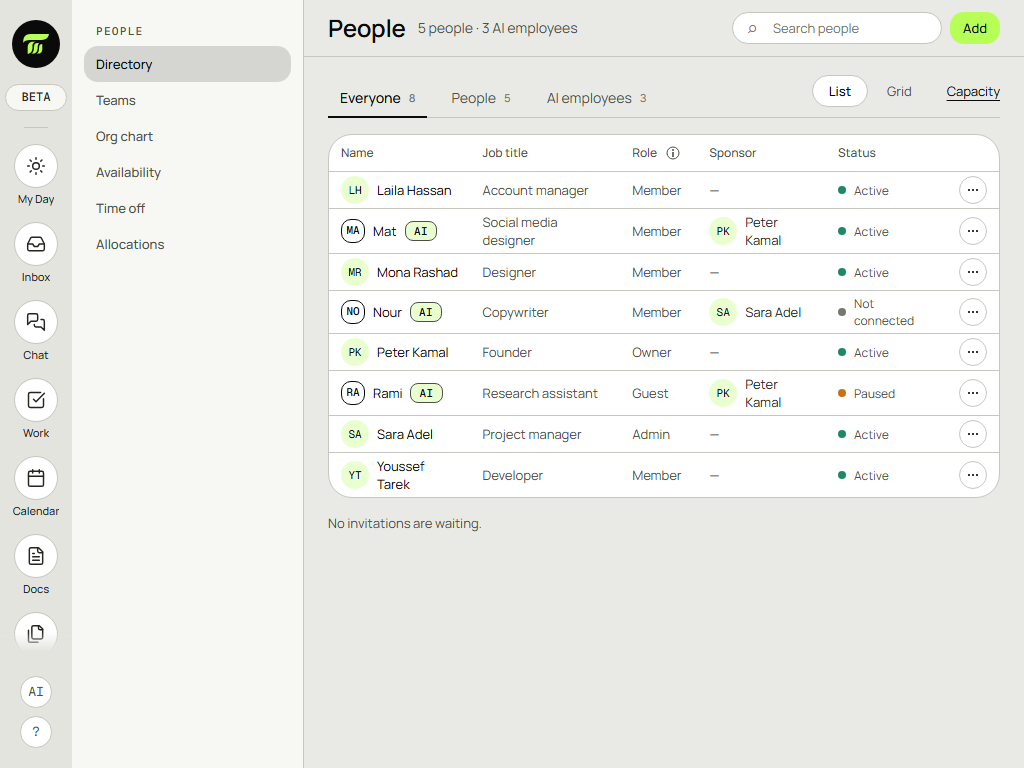 PEOPLE
People 5 people · 3 AI employees
Search people
Add
BETA
Directory
Teams
Org chart
Availability
Time off
Allocations
My Day
Inbox
Chat
Work
Calendar
Docs
AI
?
Everyone 8 People 5 AI employees 3
List Grid Capacity
Name Job title Role Sponsor Status
LH Laila Hassan Account manager Member — Active
MA Mat AI Social media designer Member PK Peter Kamal Active
MR Mona Rashad Designer Member — Active
NO Nour AI Copywriter Member SA Sara Adel Not connected
PK Peter Kamal Founder Owner — Active
RA Rami AI Research assistant Guest PK Peter Kamal Paused
SA Sara Adel Project manager Admin — Active
YT Youssef Tarek Developer Member — Active
No invitations are waiting.